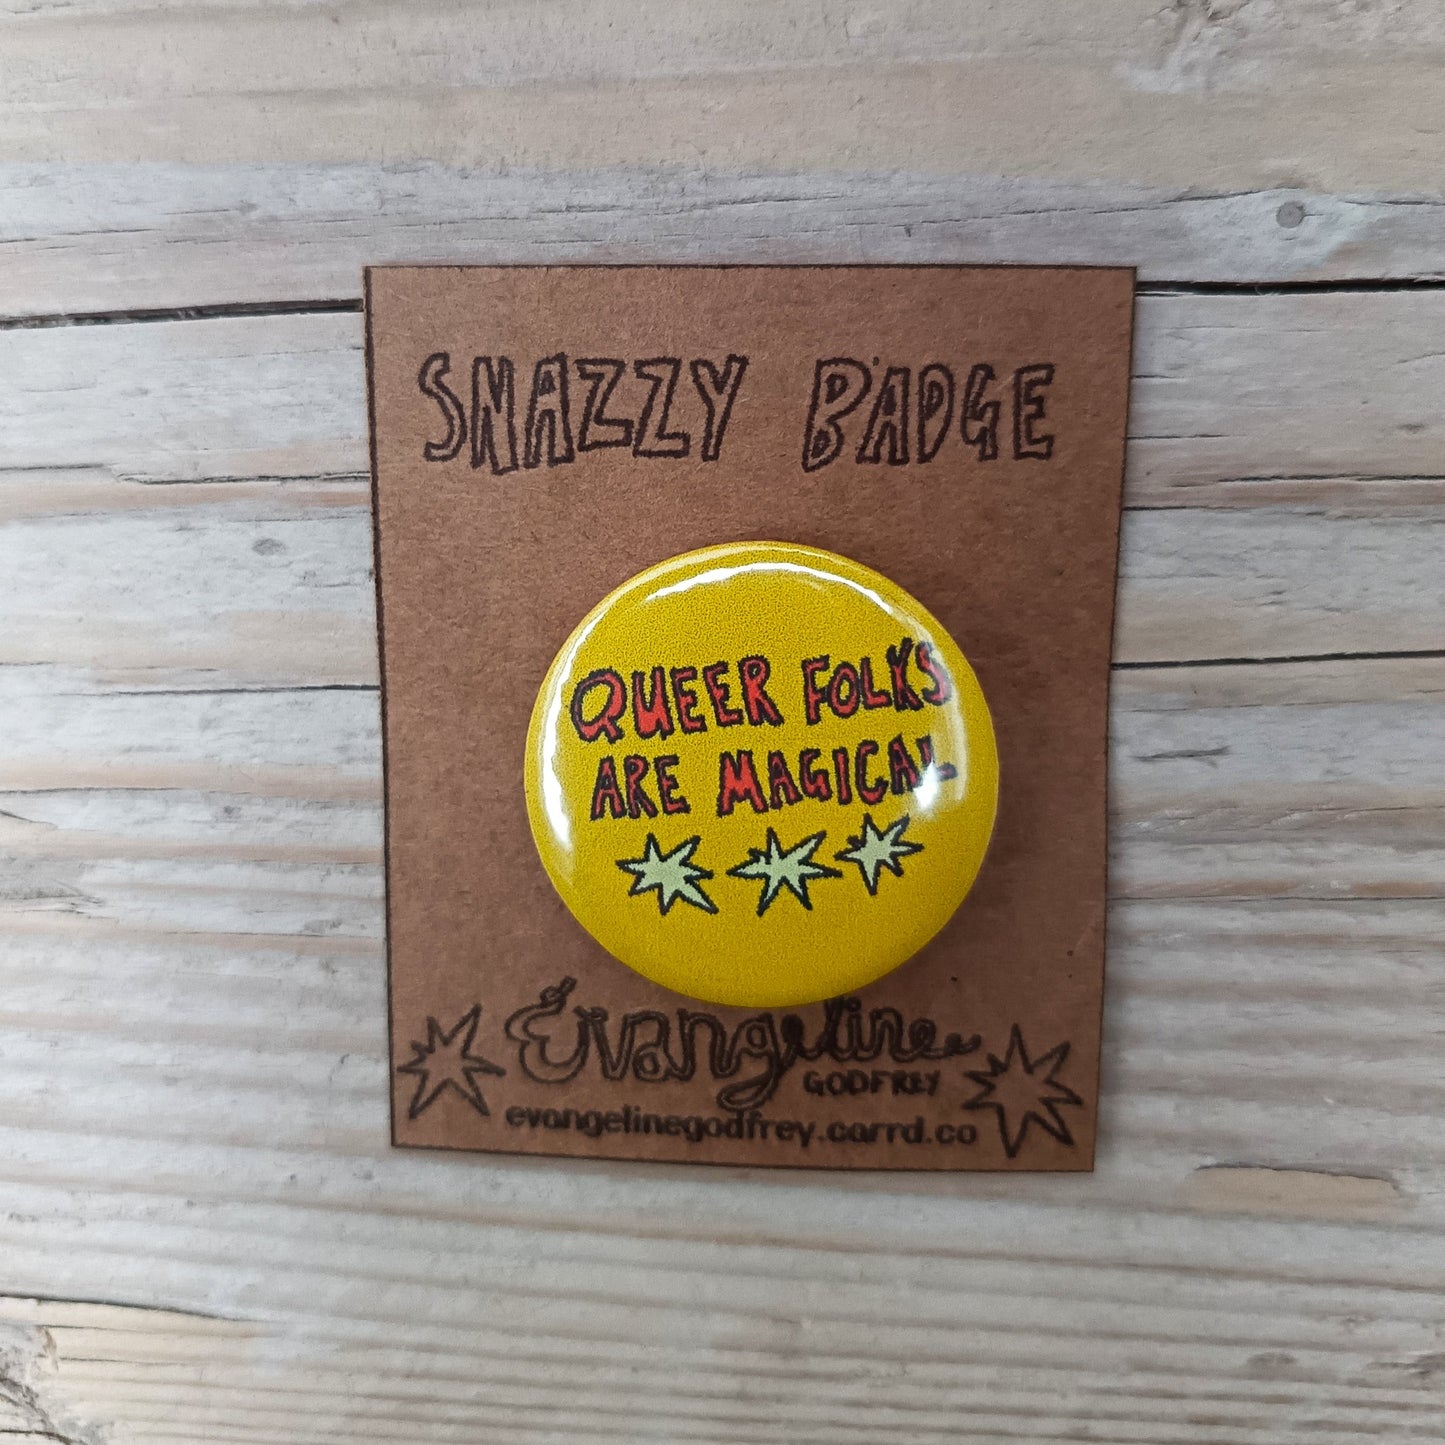 SNAZZY BADGE
QUEER FOLKS
ARE MAGICAL
Evangeline
GODFREY
evangelinegodfrey.carrd.co